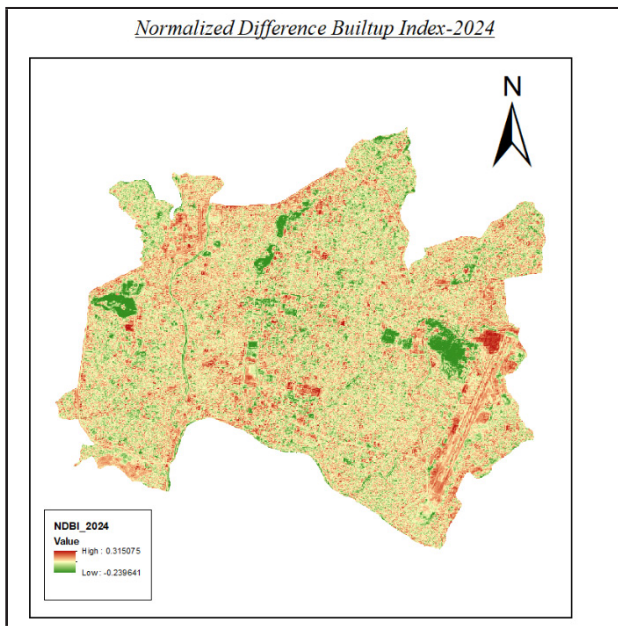 Normalized Difference Builtup Index-2024
N
NDBI_2024
Value
High : 0.315075
Low : -0.239641